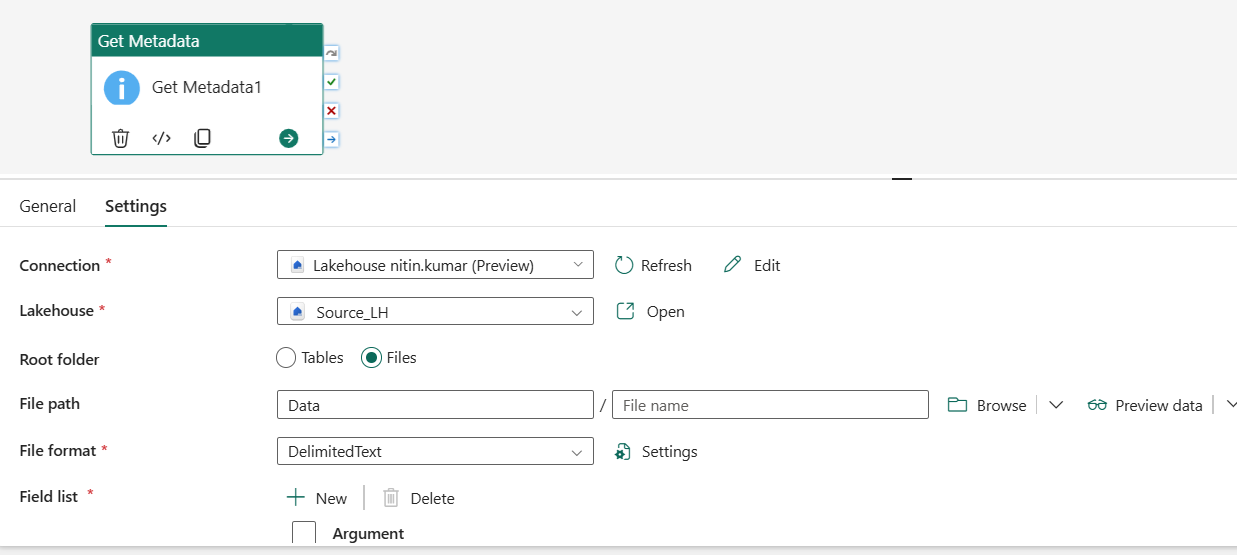 Get Metadata
Get Metadata1
General Settings
Connection * Lakehouse nitin.kumar (Preview) Refresh Edit
Lakehouse * Source_LH Open
Root folder Tables Files
File path Data / File name Browse Preview data
File format * DelimitedText Settings
Field list * New Delete
Argument